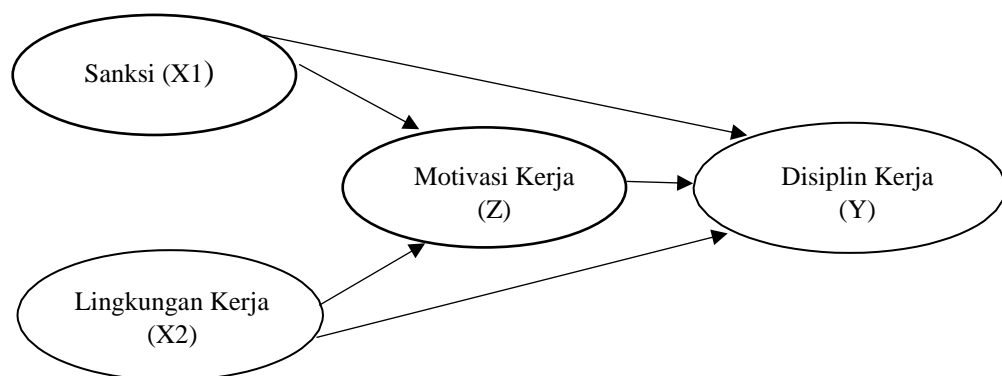 Sanksi (X1)
Motivasi Kerja
(Z)
Disiplin Kerja
(Y)
Lingkungan Kerja
(X2)